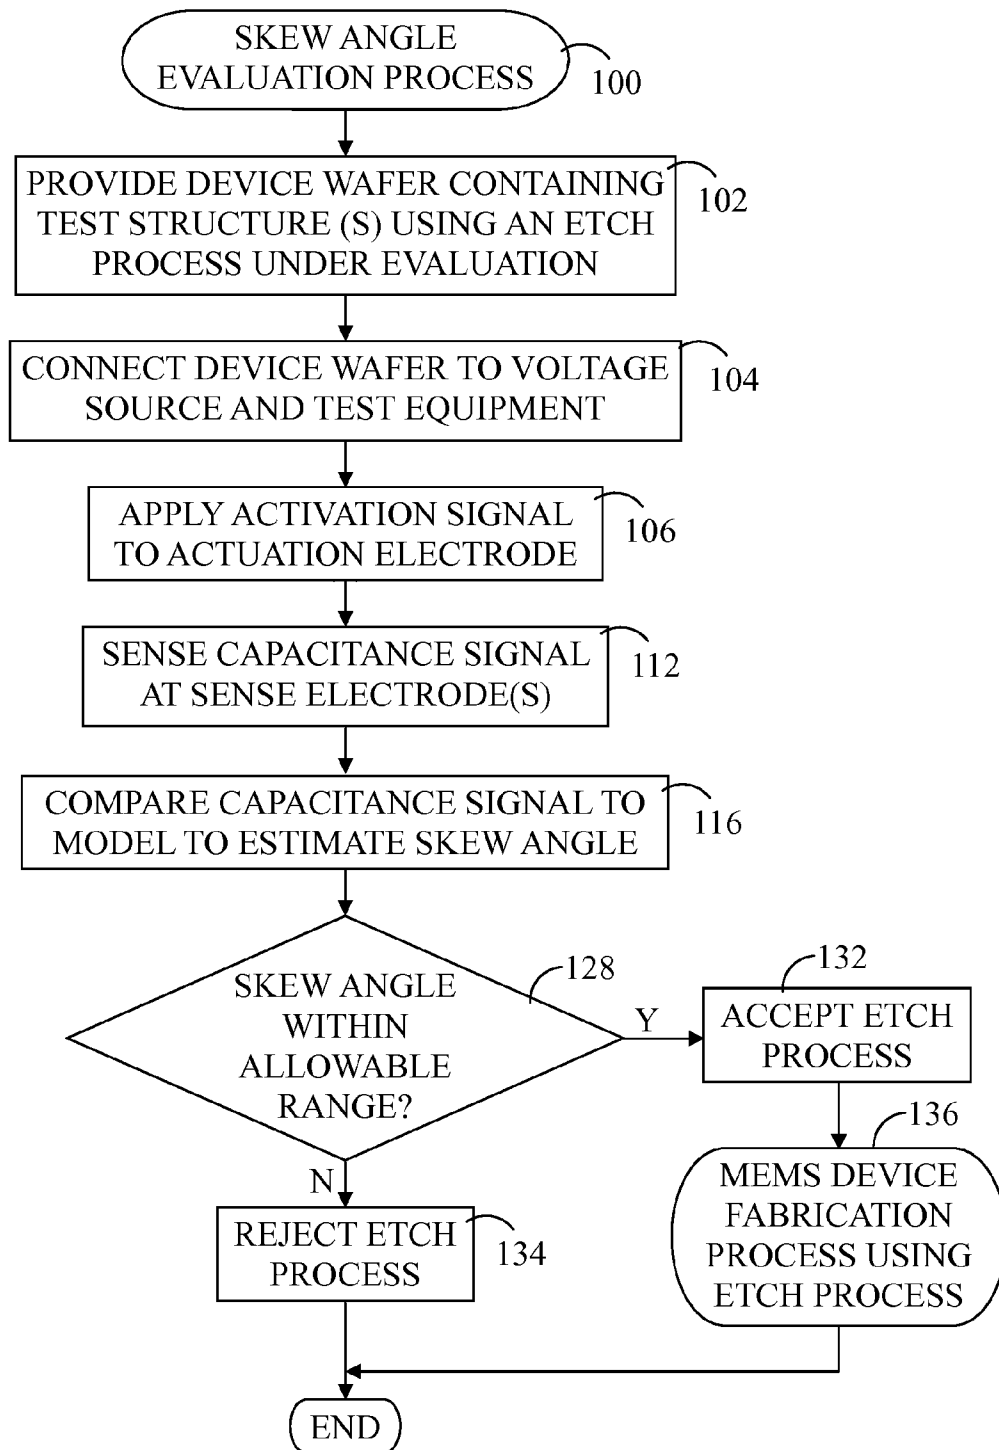 SKEW ANGLE
EVALUATION PROCESS
100
PROVIDE DEVICE WAFER CONTAINING
TEST STRUCTURE (S) USING AN ETCH
PROCESS UNDER EVALUATION
102
CONNECT DEVICE WAFER TO VOLTAGE
SOURCE AND TEST EQUIPMENT
104
APPLY ACTIVATION SIGNAL
TO ACTUATION ELECTRODE
106
SENSE CAPACITANCE SIGNAL
AT SENSE ELECTRODE(S)
112
COMPARE CAPACITANCE SIGNAL TO
MODEL TO ESTIMATE SKEW ANGLE
116
SKEW ANGLE
WITHIN
ALLOWABLE
RANGE?
128
Y
132
ACCEPT ETCH
PROCESS
136
MEMS DEVICE
FABRICATION
PROCESS USING
ETCH PROCESS
N
REJECT ETCH
PROCESS
134
END